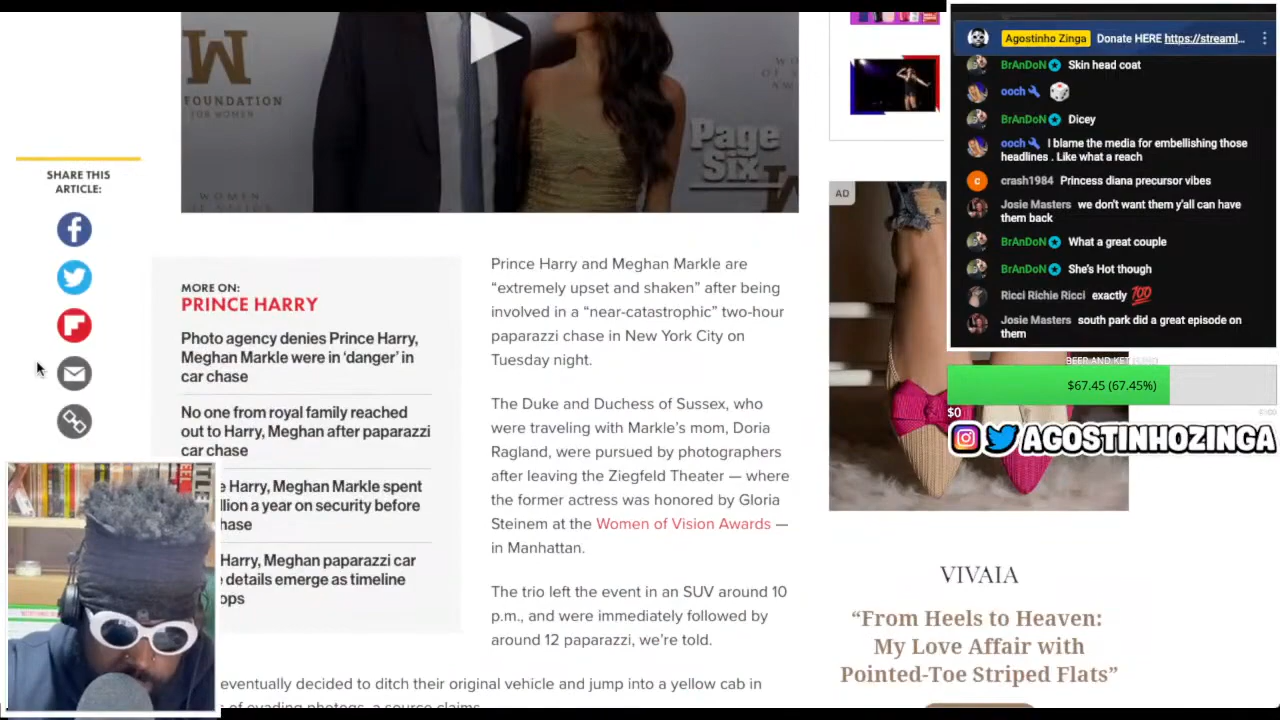 W
FOUNDATION
FOR WOMEN
Page
Six
SHARE THIS
ARTICLE:
MORE ON:
PRINCE HARRY
Photo agency denies Prince Harry,
Meghan Markle were in ‘danger’ in
car chase
No one from royal family reached
out to Harry, Meghan after paparazzi
car chase
e Harry, Meghan Markle spent
llion a year on security before
hase
Harry, Meghan paparazzi car
e details emerge as timeline
ops
Prince Harry and Meghan Markle are
“extremely upset and shaken” after being
involved in a “near-catastrophic” two-hour
paparazzi chase in New York City on
Tuesday night.
The Duke and Duchess of Sussex, who
were traveling with Markle’s mom, Doria
Ragland, were pursued by photographers
after leaving the Ziegfeld Theater — where
the former actress was honored by Gloria
Steinem at the Women of Vision Awards —
in Manhattan.
The trio left the event in an SUV around 10
p.m., and were immediately followed by
around 12 paparazzi, we’re told.
eventually decided to ditch their original vehicle and jump into a yellow cab in
of evading photogs, a source claims.
AD
VIVAIA
“From Heels to Heaven:
My Love Affair with
Pointed-Toe Striped Flats”
Agostinho Zinga Donate HERE https://streaml...
BrAnDoN Skin head coat
ooch
BrAnDoN Dicey
ooch I blame the media for embellishing those
headlines . Like what a reach
c crash1984 Princess diana precursor vibes
Josie Masters we don't want them y'all can have
them back
BrAnDoN What a great couple
BrAnDoN She's Hot though
Ricci Richie Ricci exactly 100
Josie Masters south park did a great episode on
them
$67.45 (67.45%)
$0
AGOSTINHOZINGA